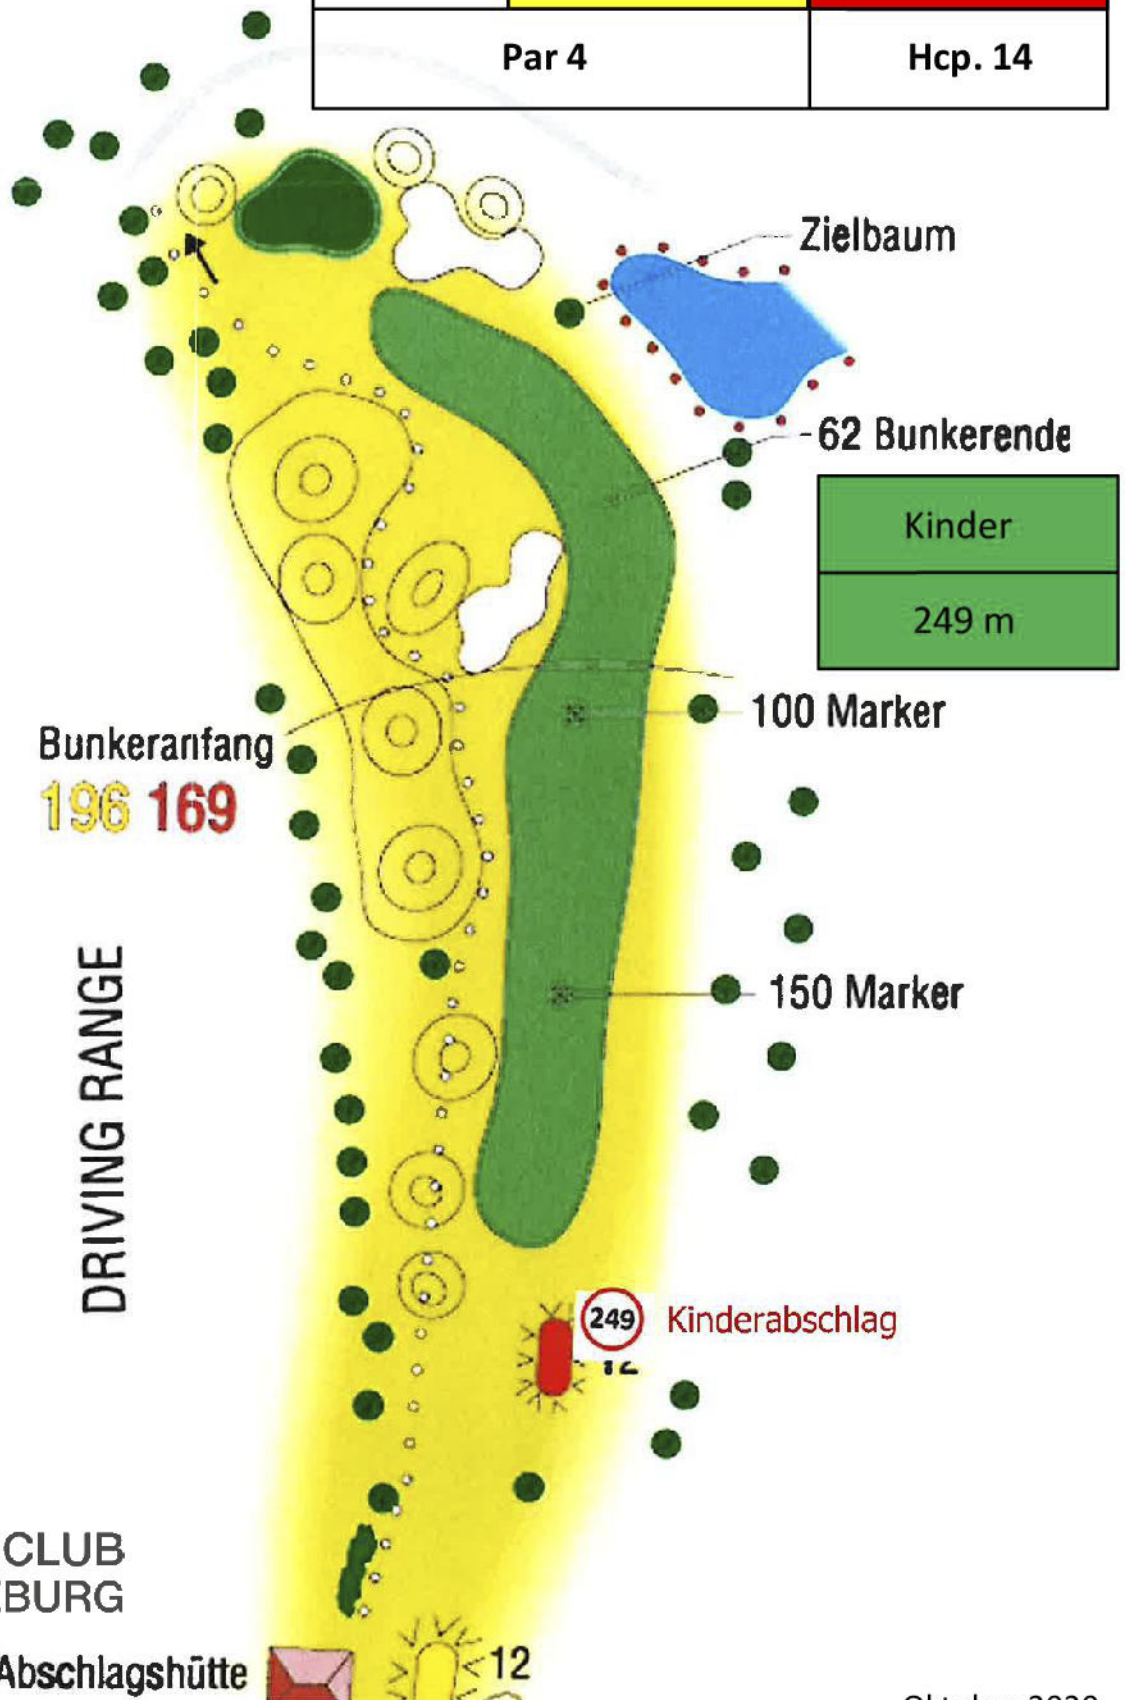 Par 4 Hcp. 14
Zielbaum
62 Bunkerende
Kinder
249 m
100 Marker
Bunkeranfang
196 169
DRIVING RANGE
150 Marker
249 Kinderabschlag
12
CLUB
Abschlagshütte
12